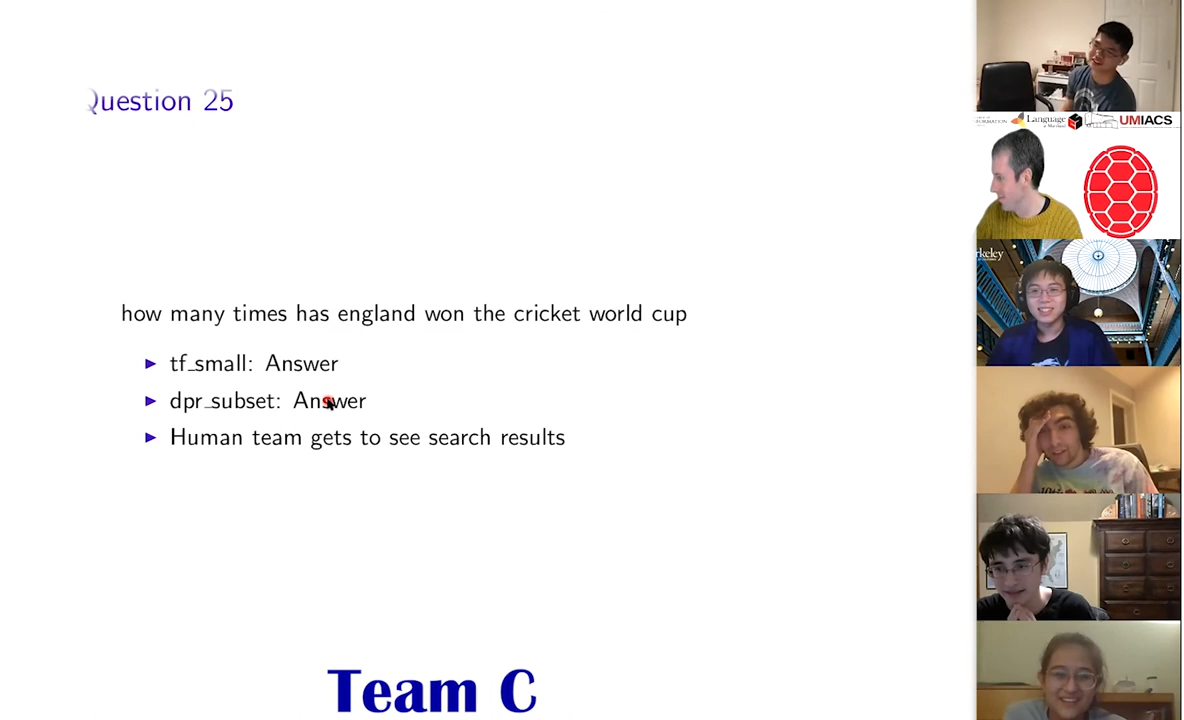 Question 25
how many times has england won the cricket world cup
tf_small: Answer
dpr_subset: Answer
Human team gets to see search results
Team C
Language
UMIACS
rkeley